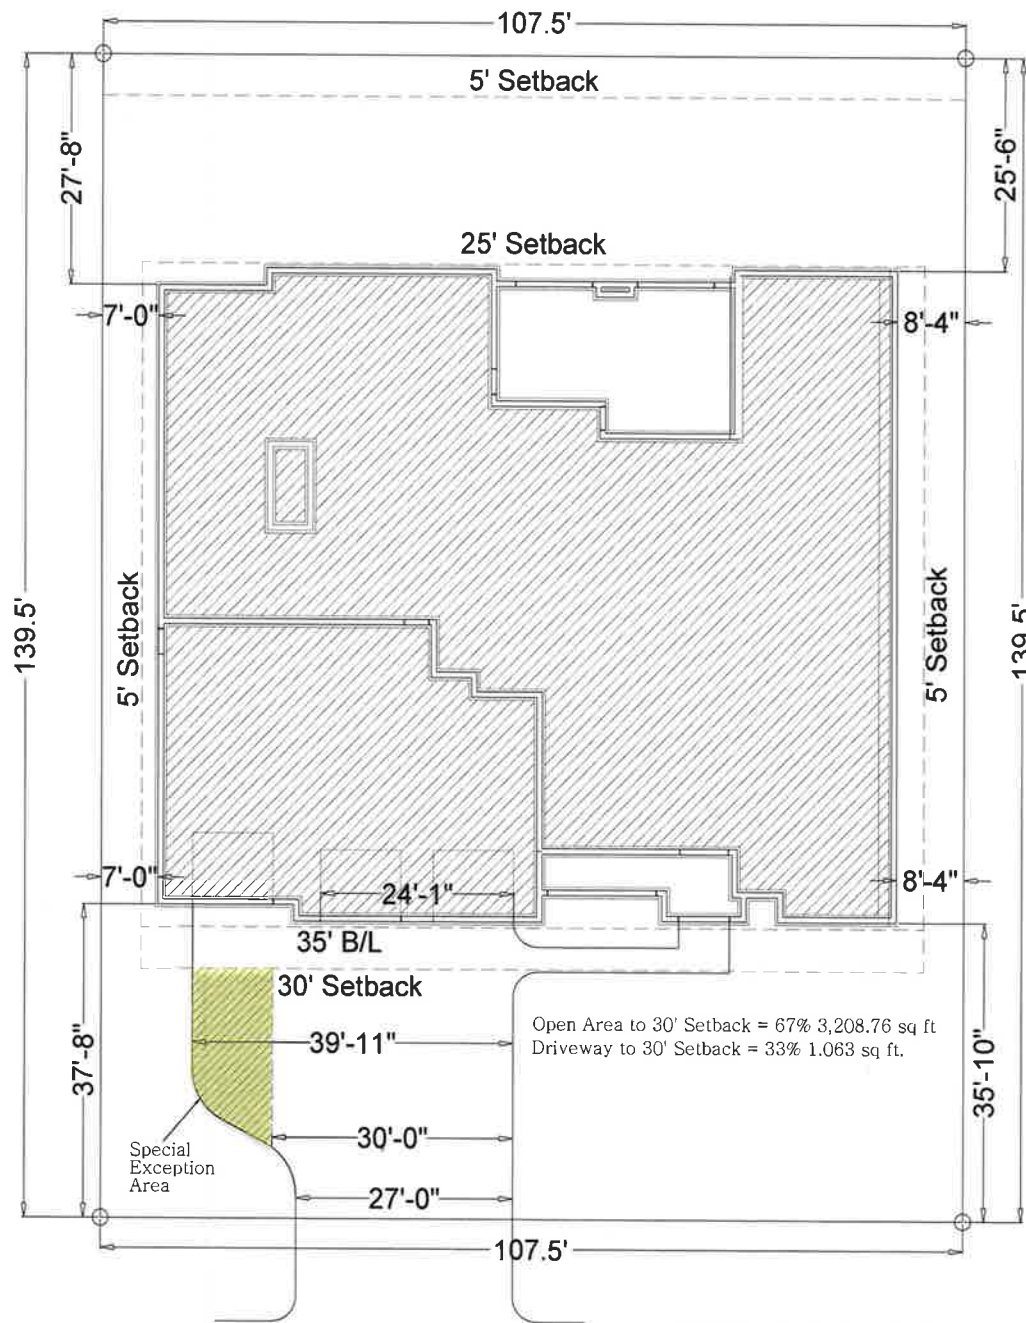 107.5'
5' Setback
27'-8"
25'-6"
25' Setback
7'-0"
8'-4"
139.5'
5' Setback
5' Setback
139.5'
7'-0"
24'-1"
8'-4"
35' B/L
30' Setback
Open Area to 30' Setback = 67% 3,208.76 sq ft
Driveway to 30' Setback = 33% 1.063 sq ft.
39'-11"
37'-8"
35'-10"
30'-0"
Special
Exception
Area
27'-0"
107.5'